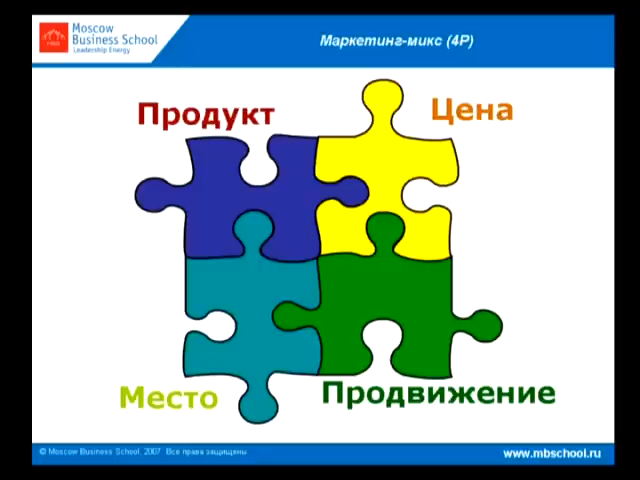 Moscow
Business School
Leadership Energy
Маркетинг-микс (4P)
Продукт
Цена
Место
Продвижение
© Moscow Business School, 2007 Все права защищены
www.mbschool.ru